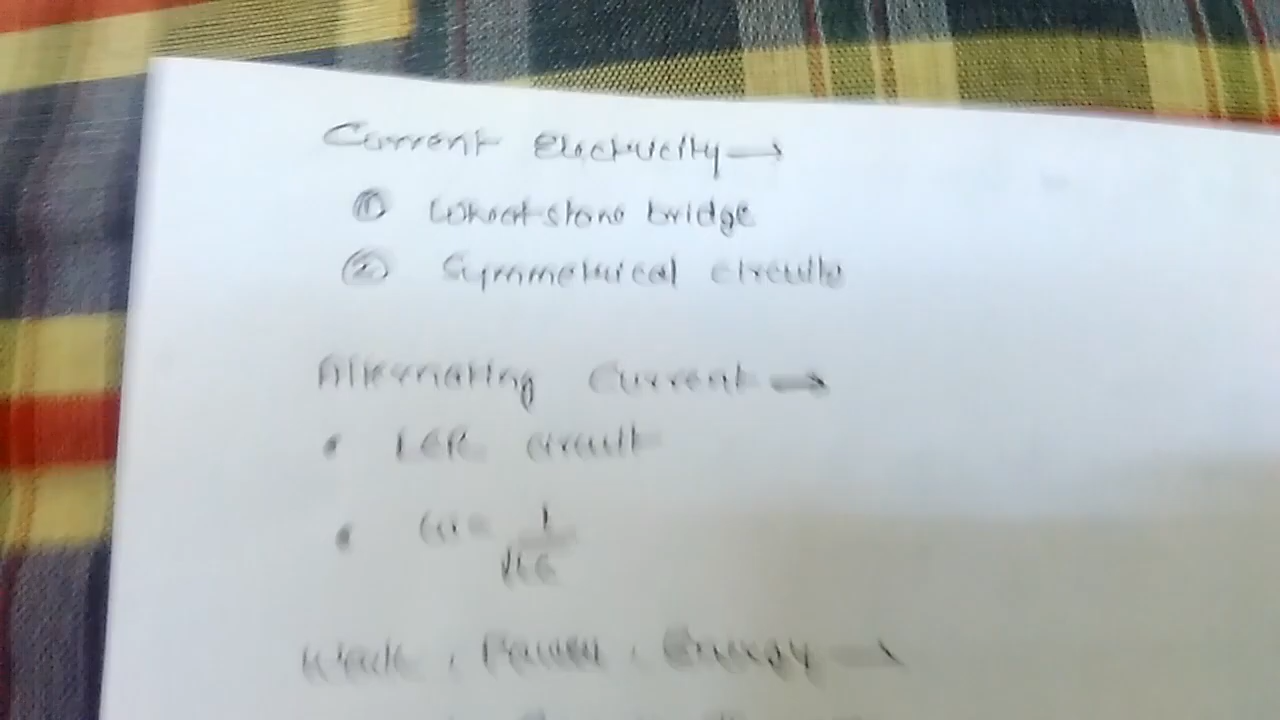 Current Electricity →
① Wheatstone bridge
② Symmetrical circuits
Alternating Current →
• LCR circuit
• ω = 1/√LC
Work, Power, Energy →